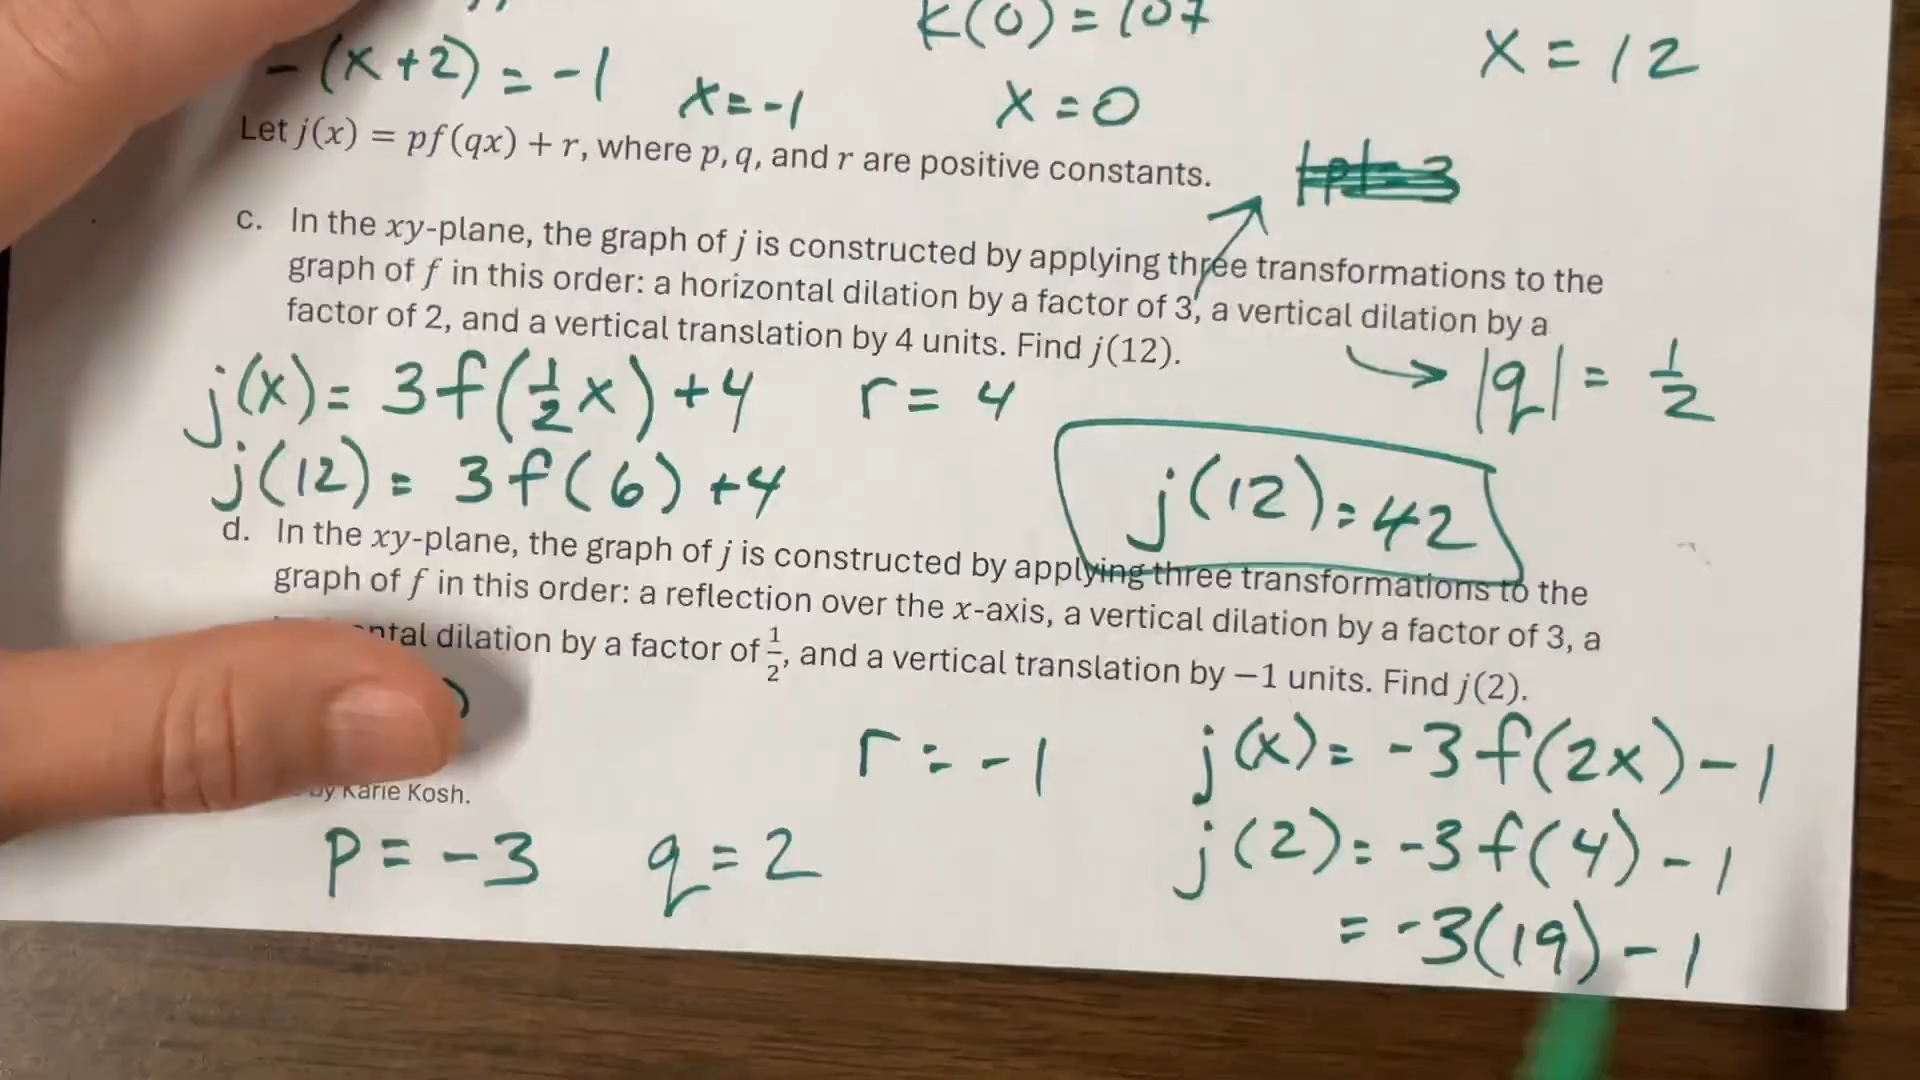 K(0) = 107
-(x+2) = -1
x=-1
x=0
x = 12
Let j(x) = pf(qx) + r, where p, q, and r are positive constants.
c. In the xy-plane, the graph of j is constructed by applying three transformations to the
graph of f in this order: a horizontal dilation by a factor of 3, a vertical dilation by a
factor of 2, and a vertical translation by 4 units. Find j(12).
|q| = 1/2
j(x) = 3f(1/2 x) +4
r = 4
j(12) = 3f(6) +4
j(12) = 42
d. In the xy-plane, the graph of j is constructed by applying three transformations to the
graph of f in this order: a reflection over the x-axis, a vertical dilation by a factor of 3, a
dilation by a factor of 1/2, and a vertical translation by −1 units. Find j(2).
r = -1
j(x) = -3f(2x) -1
by Karie Kosh.
p = -3
q = 2
j(2) = -3f(4) -1
= -3(19) -1